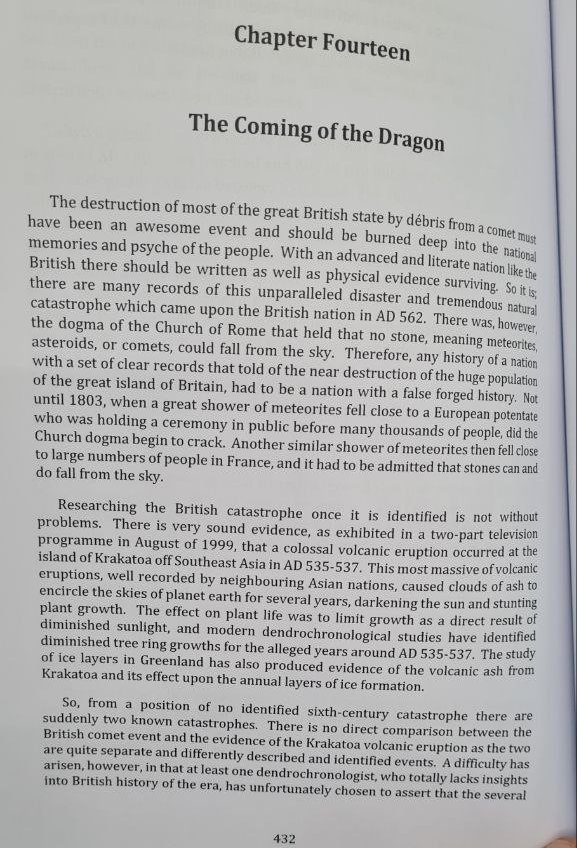 Chapter Fourteen
The Coming of the Dragon
The destruction of most of the great British state by débris from a comet must
have been an awesome event and should be burned deep into the national
memories and psyche of the people. With an advanced and literate nation like the
British there should be written as well as physical evidence surviving. So it is;
there are many records of this unparalleled disaster and tremendous natural
catastrophe which came upon the British nation in AD 562. There was, however,
the dogma of the Church of Rome that held that no stone, meaning meteorites,
asteroids, or comets, could fall from the sky. Therefore, any history of a nation
with a set of clear records that told of the near destruction of the huge population
of the great island of Britain, had to be a nation with a false forged history. Not
until 1803, when a great shower of meteorites fell close to a European potentate
who was holding a ceremony in public before many thousands of people, did the
Church dogma begin to crack. Another similar shower of meteorites then fell close
to large numbers of people in France, and it had to be admitted that stones can and
do fall from the sky.
Researching the British catastrophe once it is identified is not without
problems. There is very sound evidence, as exhibited in a two-part television
programme in August of 1999, that a colossal volcanic eruption occurred at the
island of Krakatoa off Southeast Asia in AD 535-537. This most massive of volcanic
eruptions, well recorded by neighbouring Asian nations, caused clouds of ash to
encircle the skies of planet earth for several years, darkening the sun and stunting
plant growth. The effect on plant life was to limit growth as a direct result of
diminished sunlight, and modern dendrochronological studies have identified
diminished tree ring growths for the alleged years around AD 535-537. The study
of ice layers in Greenland has also produced evidence of the volcanic ash from
Krakatoa and its effect upon the annual layers of ice formation.
So, from a position of no identified sixth-century catastrophe there are
suddenly two known catastrophes. There is no direct comparison between the
British comet event and the evidence of the Krakatoa volcanic eruption as the two
are quite separate and differently described and identified events. A difficulty has
arisen, however, in that at least one dendrochronologist, who totally lacks insights
into British history of the era, has unfortunately chosen to assert that the several
432